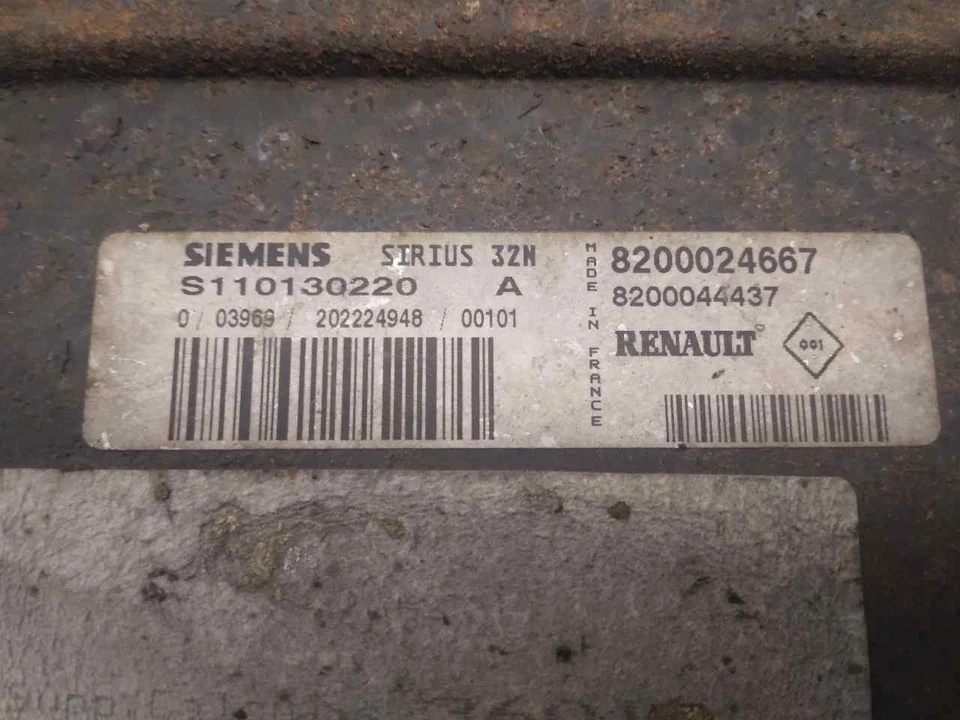 SIEMENS SIRIUS 32N
S110130220 A
0 / 03969 / 202224948 / 00101
MADE IN FRANCE
8200024667
8200044437
RENAULT
001